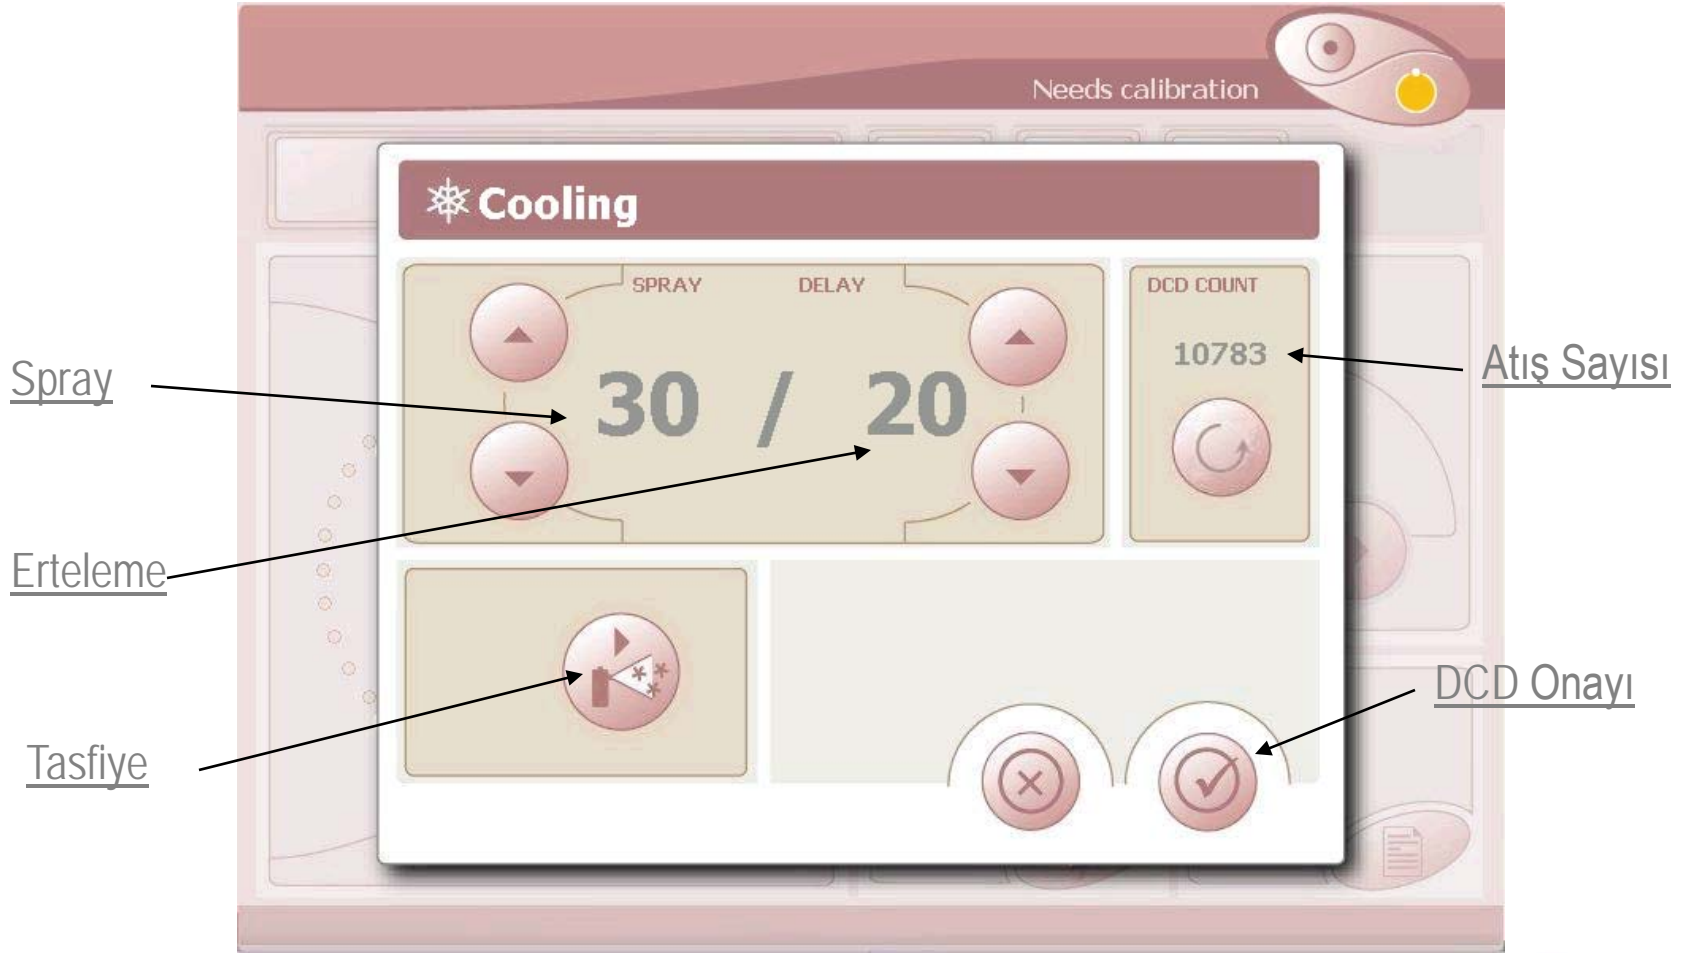 Needs calibration
Cooling
SPRAY
DELAY
DCD COUNT
30 / 20
10783
Spray
Atış Sayısı
Erteleme
DCD Onayı
Tasfiye